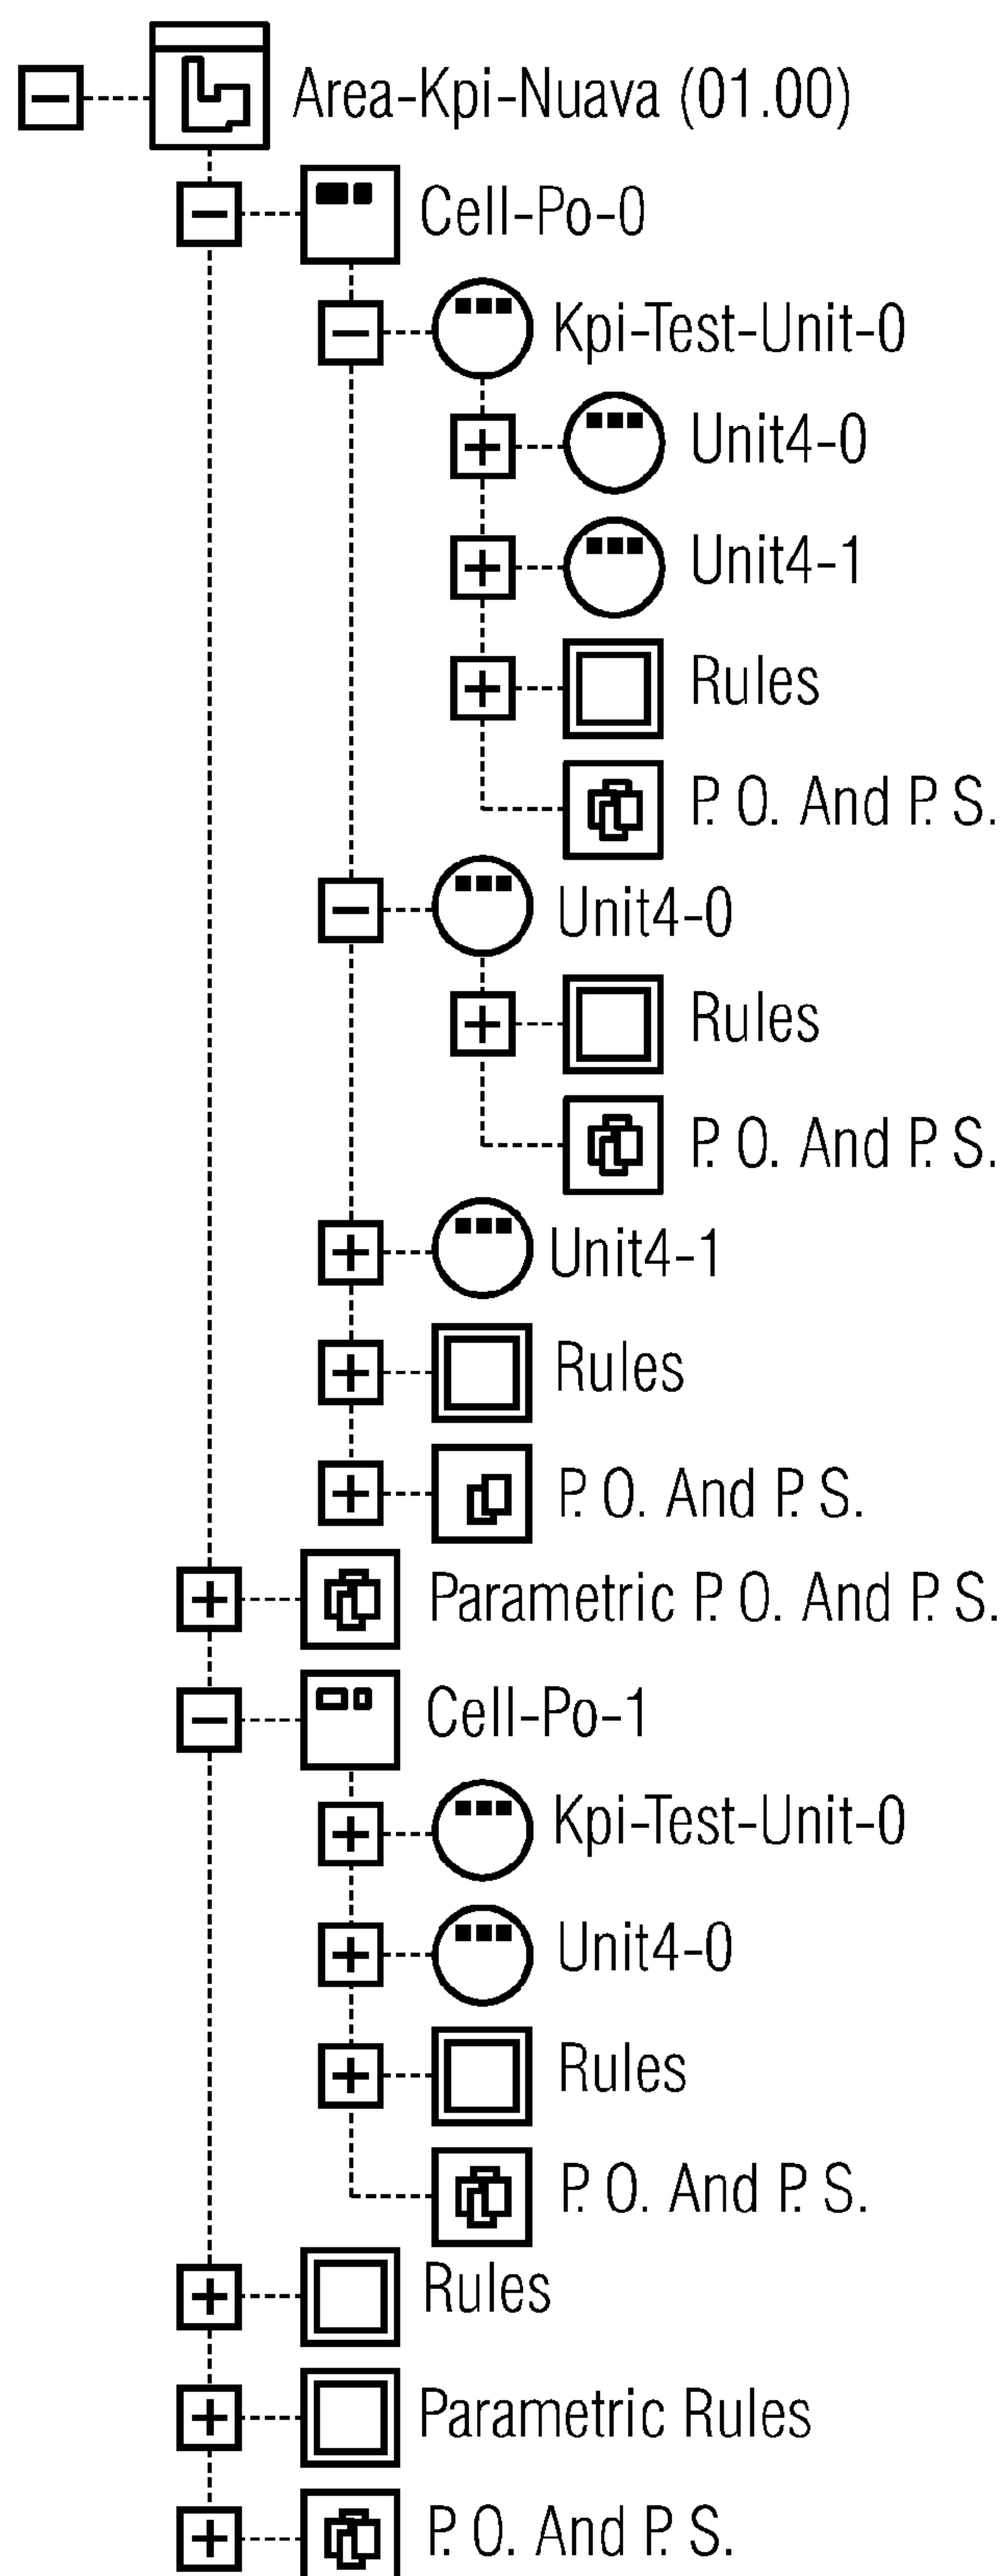 Area-Kpi-Nuava (01.00)
Cell-Po-0
Kpi-Test-Unit-0
Unit4-0
Unit4-1
Rules
P. O. And P. S.
Unit4-0
Rules
P. O. And P. S.
Unit4-1
Rules
P. O. And P. S.
Parametric P. O. And P. S.
Cell-Po-1
Kpi-Test-Unit-0
Unit4-0
Rules
P. O. And P. S.
Rules
Parametric Rules
P. O. And P. S.